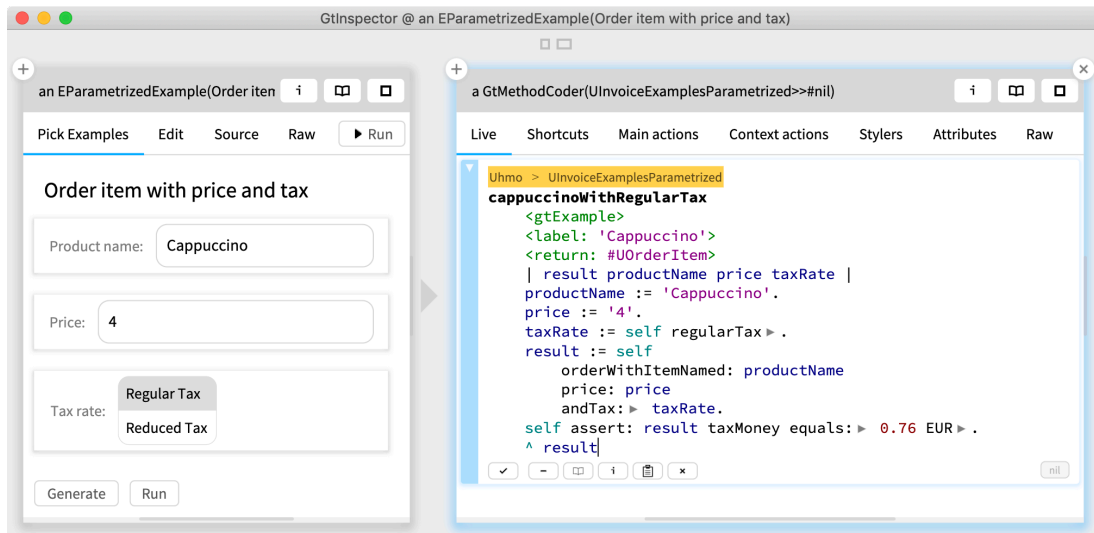 GtInspector @ an EParametrizedExample(Order item with price and tax)
an EParametrizedExample(Order iten
i
Pick Examples Edit Source Raw Run
Order item with price and tax
Product name: Cappuccino
Price: 4
Tax rate: Regular Tax
Reduced Tax
Generate Run
a GtMethodCoder(UInvoiceExamplesParametrized>>#nil)
i
Live Shortcuts Main actions Context actions Stylers Attributes Raw
Uhmo > UInvoiceExamplesParametrized
cappuccinoWithRegularTax
<gtExample>
<label: 'Cappuccino'>
<return: #UOrderItem>
| result productName price taxRate |
productName := 'Cappuccino'.
price := '4'.
taxRate := self regularTax▸.
result := self
orderWithItemNamed: productName
price: price
andTax:▸ taxRate.
self assert: result taxMoney equals:▸ 0.76 EUR▸.
^ result
i
nil